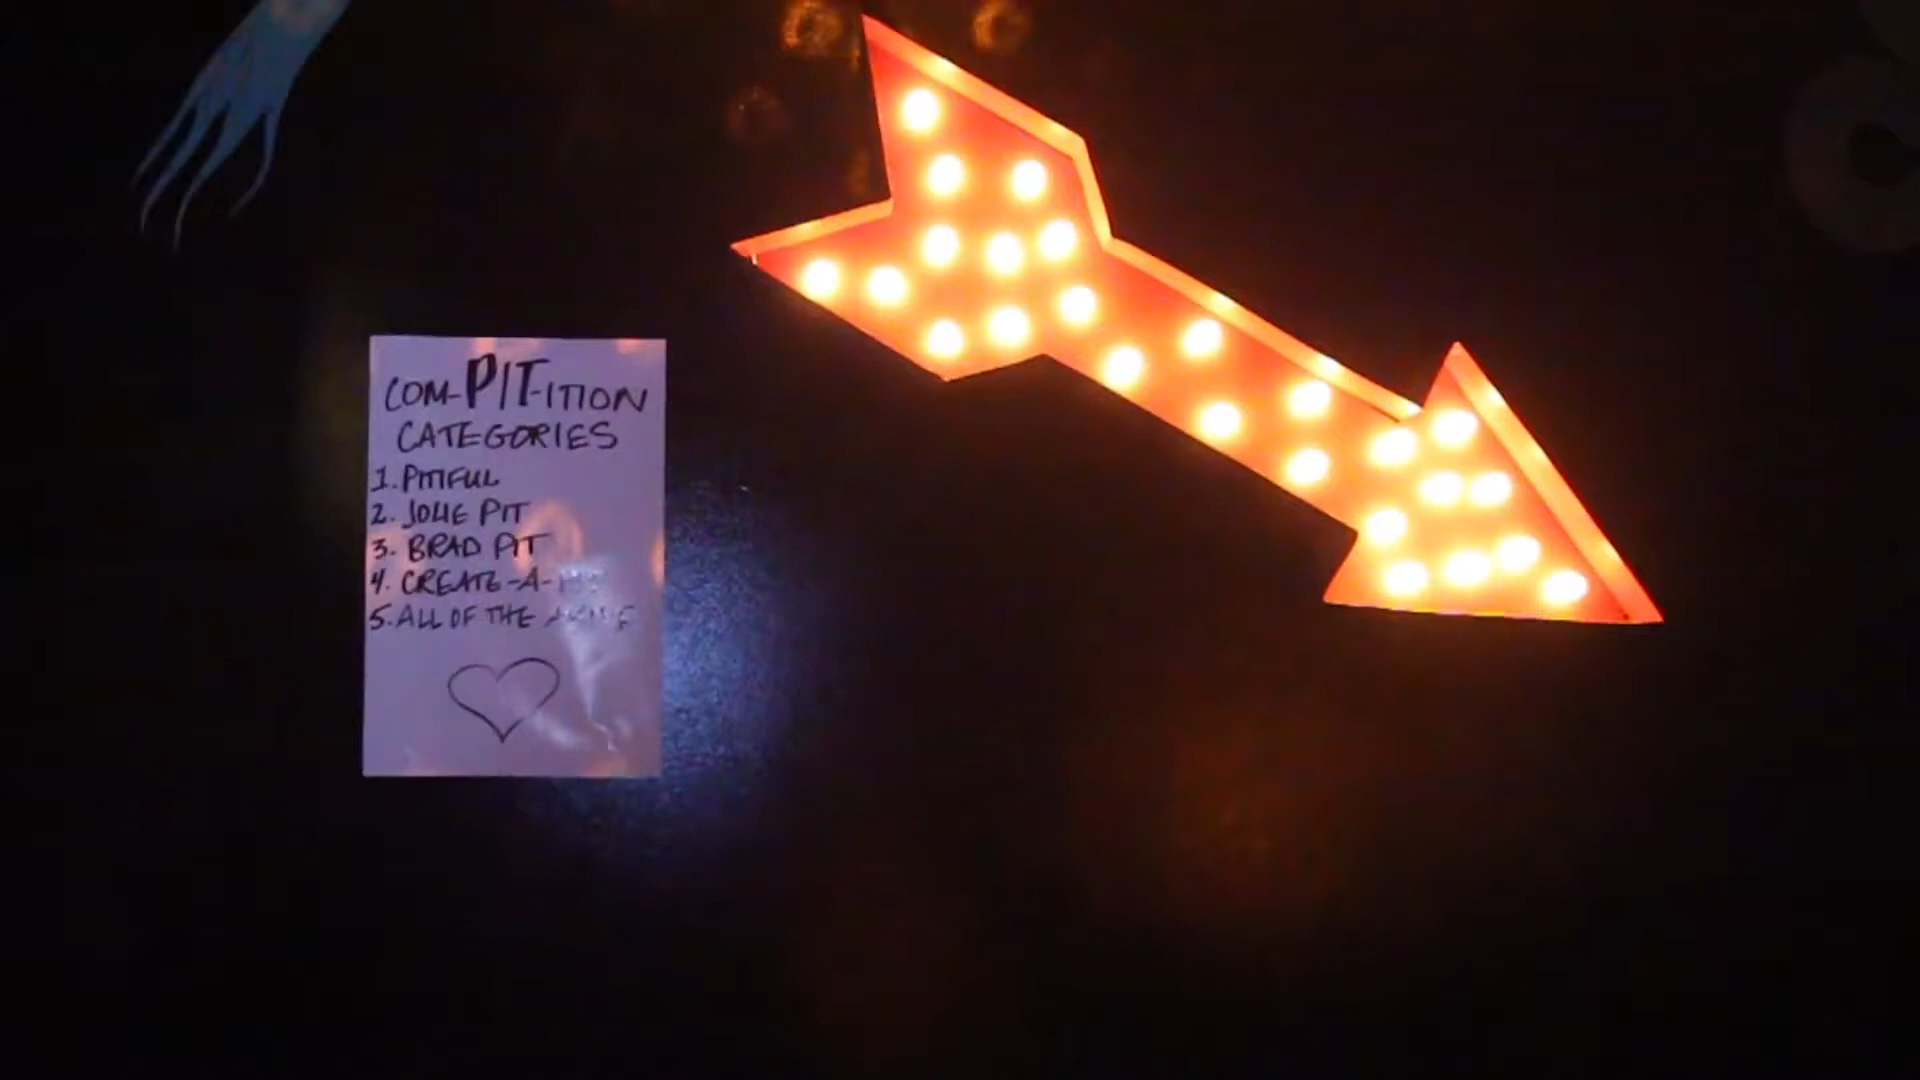 COM-PIT-ITION
CATEGORIES
1. PITIFUL
2. JOLIE PIT
3. BRAD PIT
4. CREATE-A-
5. ALL OF THE